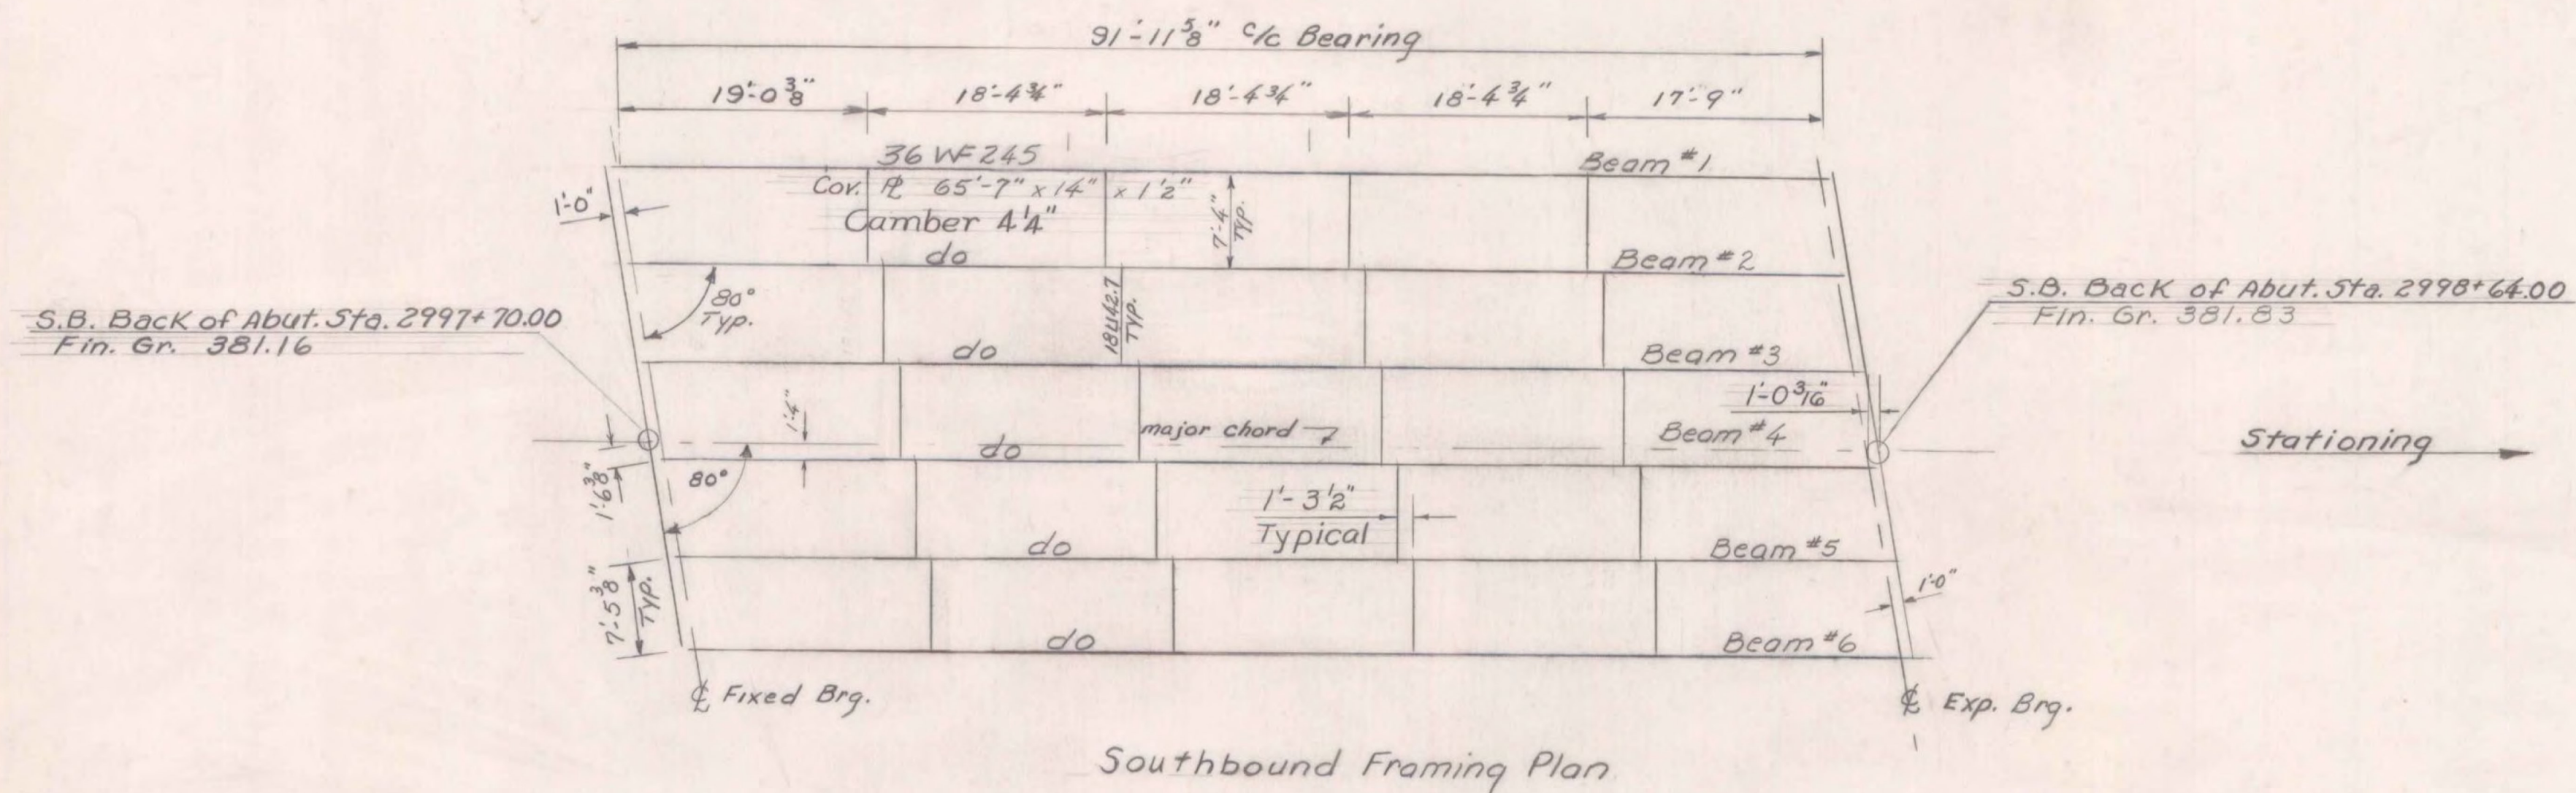 91'-11 5/8" c/c Bearing
19'-0 3/8"
18'-4 3/4"
18'-4 3/4"
18'-4 3/4"
17'-9"
36 WF 245
Beam #1
Cov. PL 65'-7" x 14" x 1 1/2"
1'-0"
Camber 4 1/4"
7'-4"
Typ.
do
Beam #2
80°
Typ.
18⊔42.7
TYP.
S.B. Back of Abut. Sta. 2997+70.00
Fin. Gr. 381.16
S.B. Back of Abut. Sta. 2998+64.00
Fin. Gr. 381.83
do
Beam #3
1'-0 3/16"
1'-4"
major chord
do
Beam #4
Stationing
1'-6 3/8"
80°
1'-3 1/2"
Typical
do
Beam #5
7'-5 3/8"
TYP.
1'-0"
do
Beam #6
℄ Fixed Brg.
℄ Exp. Brg.
Southbound Framing Plan